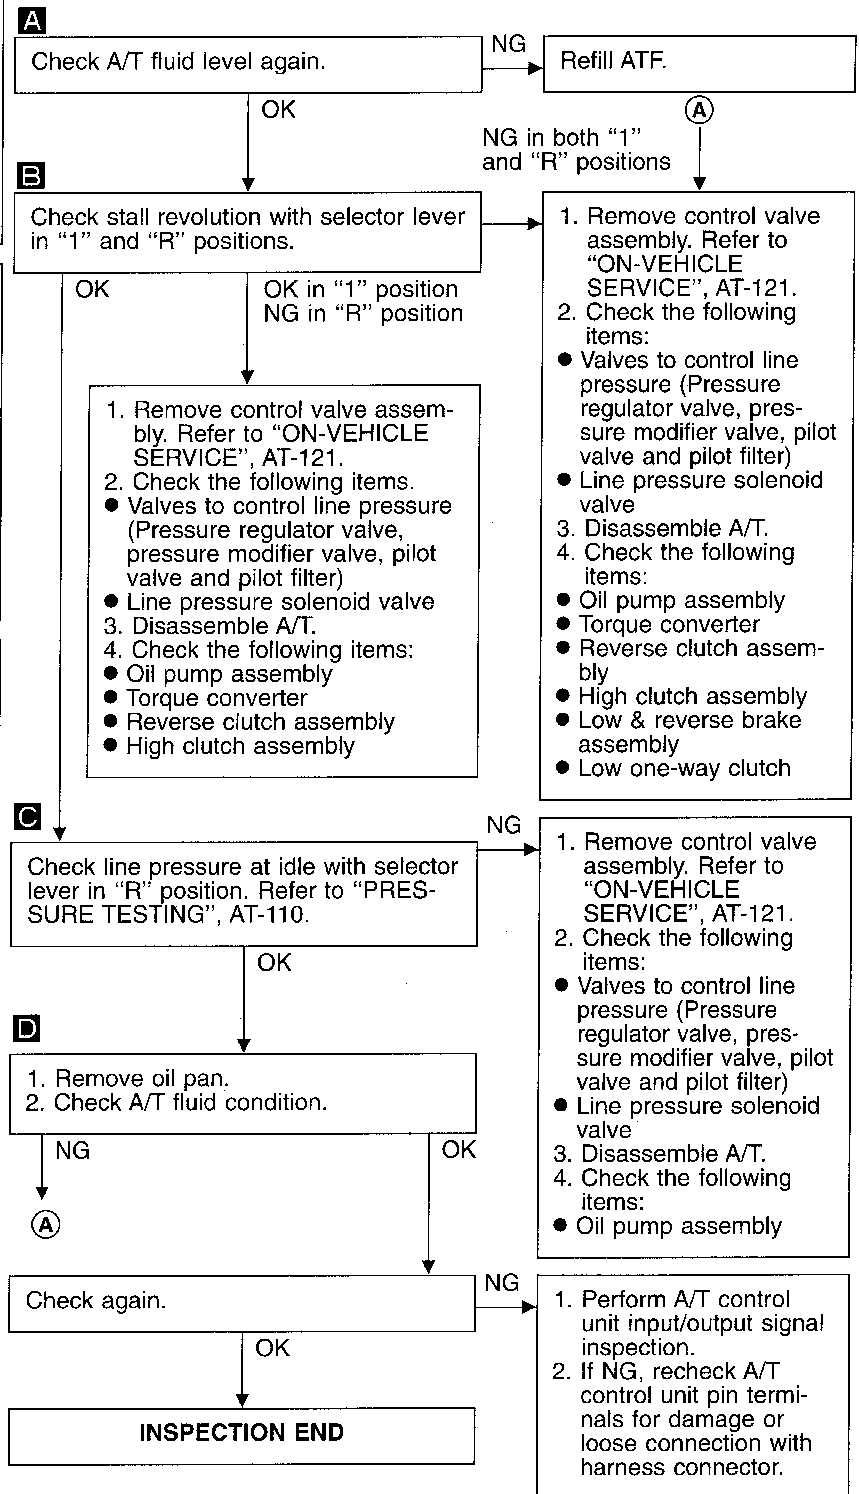 A
Check A/T fluid level again.
NG
Refill ATF.
OK
A
NG in both “1”
and “R” positions
B
Check stall revolution with selector lever
in “1” and “R” positions.
OK
OK in “1” position
NG in “R” position
1. Remove control valve assem-
bly. Refer to “ON-VEHICLE
SERVICE”, AT-121.
2. Check the following items.
● Valves to control line pressure
(Pressure regulator valve,
pressure modifier valve, pilot
valve and pilot filter)
● Line pressure solenoid valve
3. Disassemble A/T.
4. Check the following items:
● Oil pump assembly
● Torque converter
● Reverse clutch assembly
● High clutch assembly
1. Remove control valve
assembly. Refer to
“ON-VEHICLE
SERVICE”, AT-121.
2. Check the following
items:
● Valves to control line
pressure (Pressure
regulator valve, pres-
sure modifier valve, pilot
valve and pilot filter)
● Line pressure solenoid
valve
3. Disassemble A/T.
4. Check the following
items:
● Oil pump assembly
● Torque converter
● Reverse clutch assem-
bly
● High clutch assembly
● Low & reverse brake
assembly
● Low one-way clutch
C
Check line pressure at idle with selector
lever in “R” position. Refer to “PRES-
SURE TESTING”, AT-110.
NG
1. Remove control valve
assembly. Refer to
“ON-VEHICLE
SERVICE”, AT-121.
2. Check the following
items:
● Valves to control line
pressure (Pressure
regulator valve, pres-
sure modifier valve, pilot
valve and pilot filter)
● Line pressure solenoid
valve
3. Disassemble A/T.
4. Check the following
items:
● Oil pump assembly
OK
D
1. Remove oil pan.
2. Check A/T fluid condition.
NG
OK
A
Check again.
NG
1. Perform A/T control
unit input/output signal
inspection.
2. If NG, recheck A/T
control unit pin termi-
nals for damage or
loose connection with
harness connector.
OK
INSPECTION END